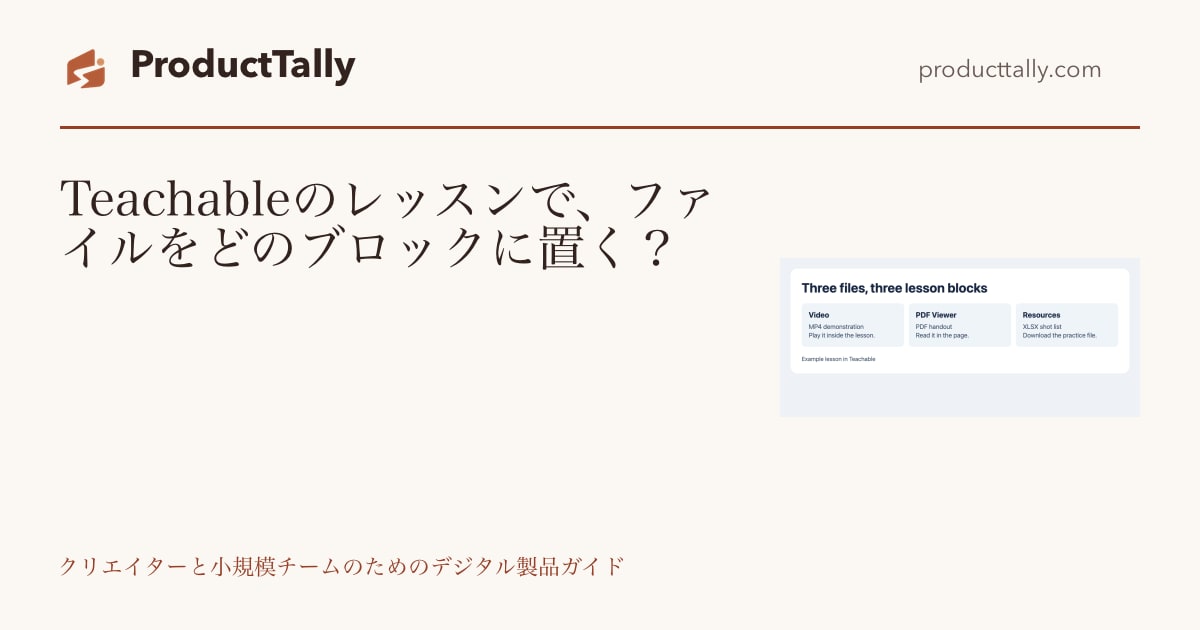 ProductTally
producttally.com
Teachableのレッスンで、ファ
イルをどのブロックに置く？
Three files, three lesson blocks
Video
MP4 demonstration
Play it inside the lesson.
PDF Viewer
PDF handout
Read it in the page.
Resources
XLSX shot list
Download the practice file.
Example lesson in Teachable
クリエイターと小規模チームのためのデジタル製品ガイド